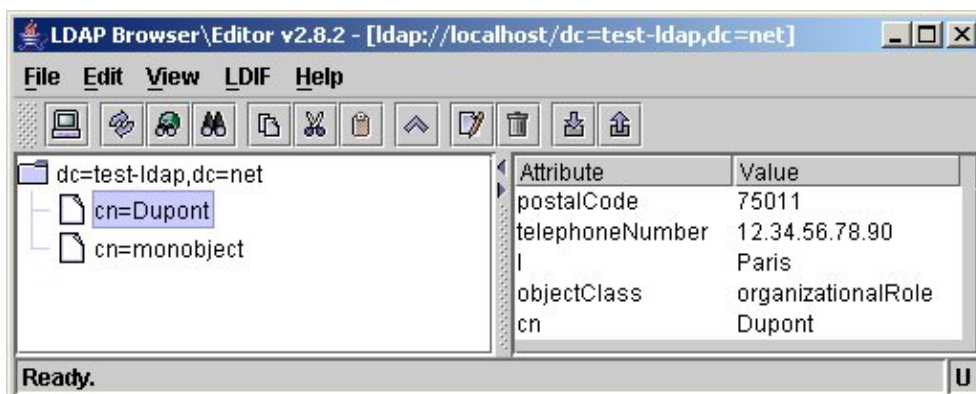 LDAP Browser\Editor v2.8.2 - [ldap://localhost/dc=test-ldap,dc=net]
File Edit View LDIF Help
dc=test-ldap,dc=net
cn=Dupont
cn=monobject
Attribute Value
postalCode 75011
telephoneNumber 12.34.56.78.90
l Paris
objectClass organizationalRole
cn Dupont
Ready. U